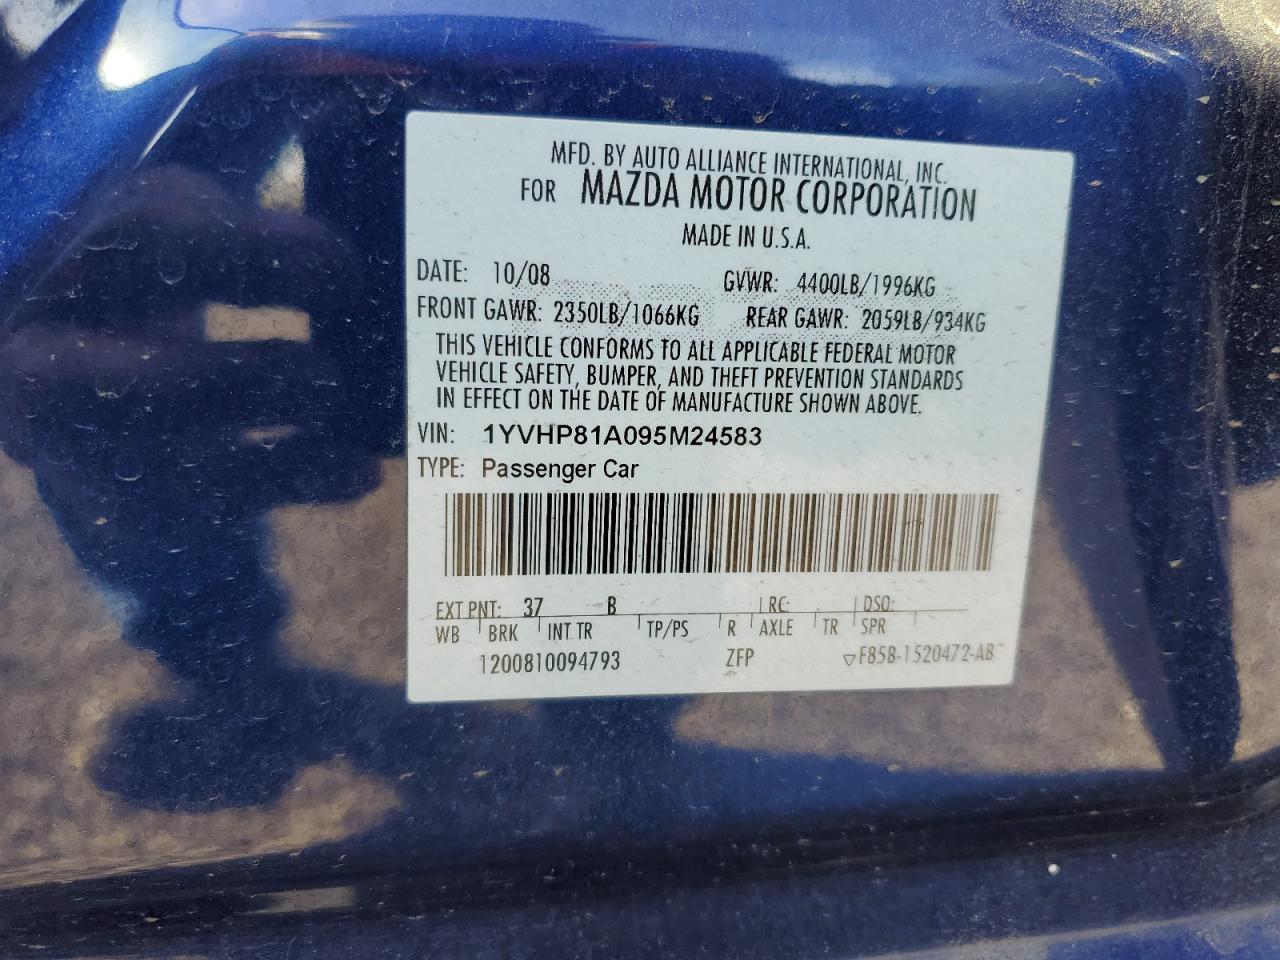 MFD. BY AUTO ALLIANCE INTERNATIONAL, INC.
FOR MAZDA MOTOR CORPORATION
MADE IN U.S.A.
DATE: 10/08 GVWR: 4400LB/1996KG
FRONT GAWR: 2350LB/1066KG REAR GAWR: 2059LB/934KG
THIS VEHICLE CONFORMS TO ALL APPLICABLE FEDERAL MOTOR
VEHICLE SAFETY, BUMPER, AND THEFT PREVENTION STANDARDS
IN EFFECT ON THE DATE OF MANUFACTURE SHOWN ABOVE.
VIN: 1YVHP81A095M24583
TYPE: Passenger Car
EXT PNT: 37 B RC: DSO:
WB BRK INT TR TP/PS R AXLE TR SPR
1200810094793 ZFP ▽F85B-1520472-AB